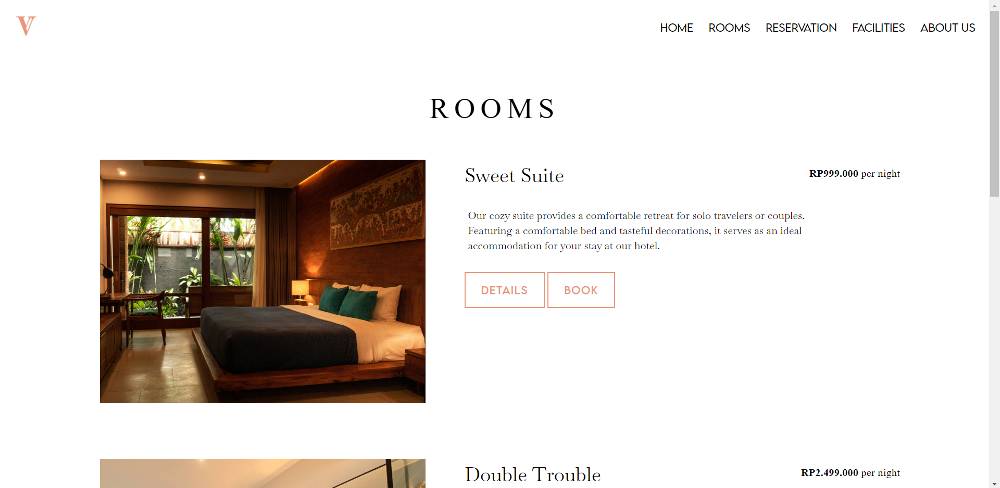 V
HOME ROOMS RESERVATION FACILITIES ABOUT US
ROOMS
Sweet Suite
RP999.000 per night
Our cozy suite provides a comfortable retreat for solo travelers or couples.
Featuring a comfortable bed and tasteful decorations, it serves as an ideal
accommodation for your stay at our hotel.
DETAILS BOOK
Double Trouble
RP2.499.000 per night